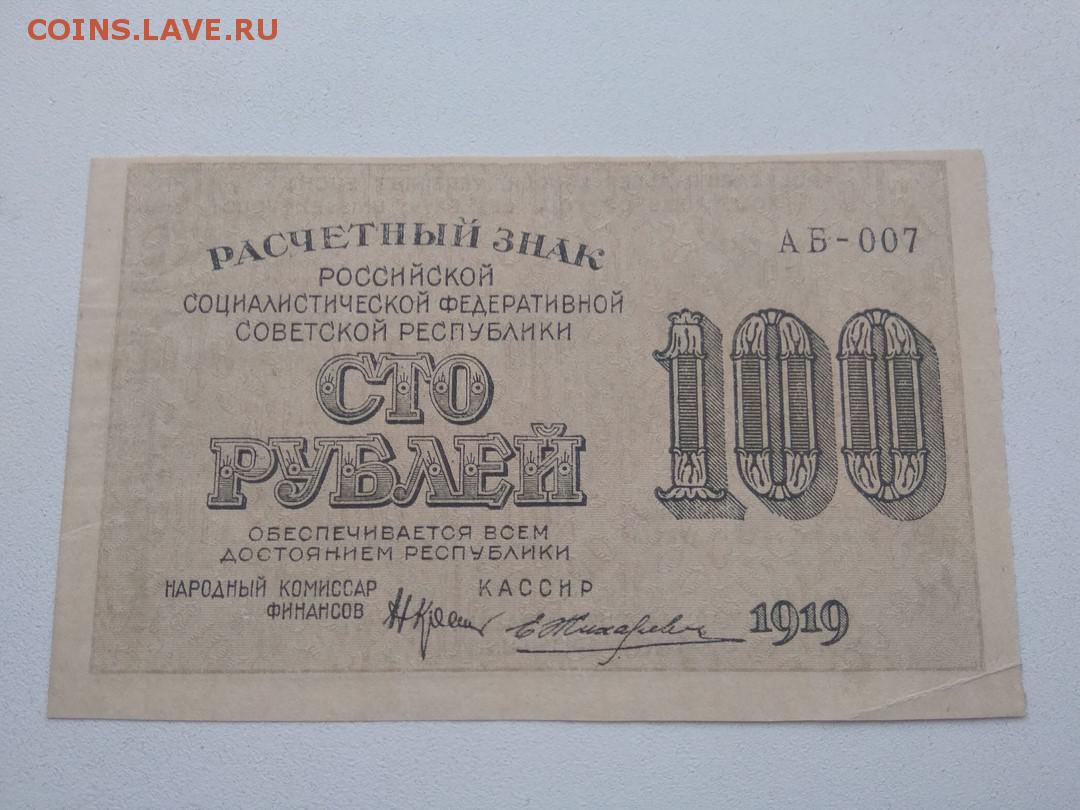 COINS.LAVE.RU
РАСЧЕТНЫЙ ЗНАК
АБ-007
РОССИЙСКОЙ
СОЦИАЛИСТИЧЕСКОЙ ФЕДЕРАТИВНОЙ
СОВЕТСКОЙ РЕСПУБЛИКИ
СТО
РУБЛЕЙ
100
ОБЕСПЕЧИВАЕТСЯ ВСЕМ
ДОСТОЯНИЕМ РЕСПУБЛИКИ
НАРОДНЫЙ КОМИССАР
ФИНАНСОВ
КАССИР
1919